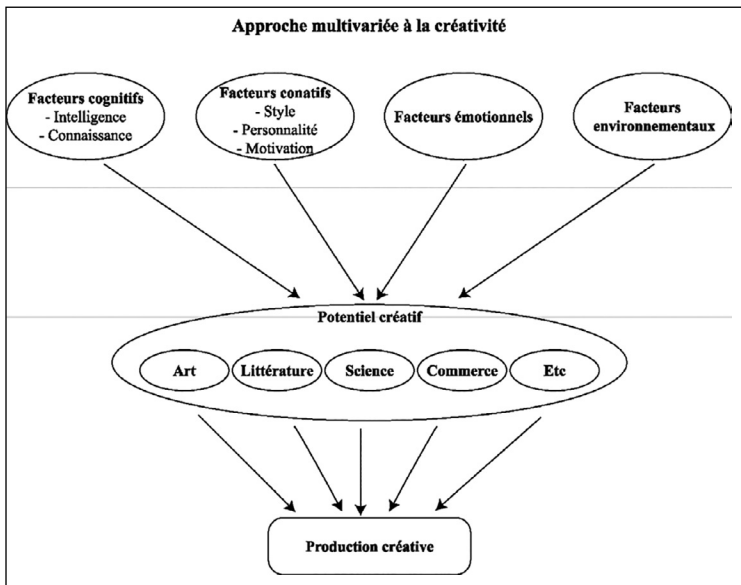 Approche multivariée à la créativité
Facteurs cognitifs
- Intelligence
- Connaissance
Facteurs conatifs
- Style
- Personnalité
- Motivation
Facteurs émotionnels
Facteurs
environnementaux
Potentiel créatif
Art
Littérature
Science
Commerce
Etc
Production créative